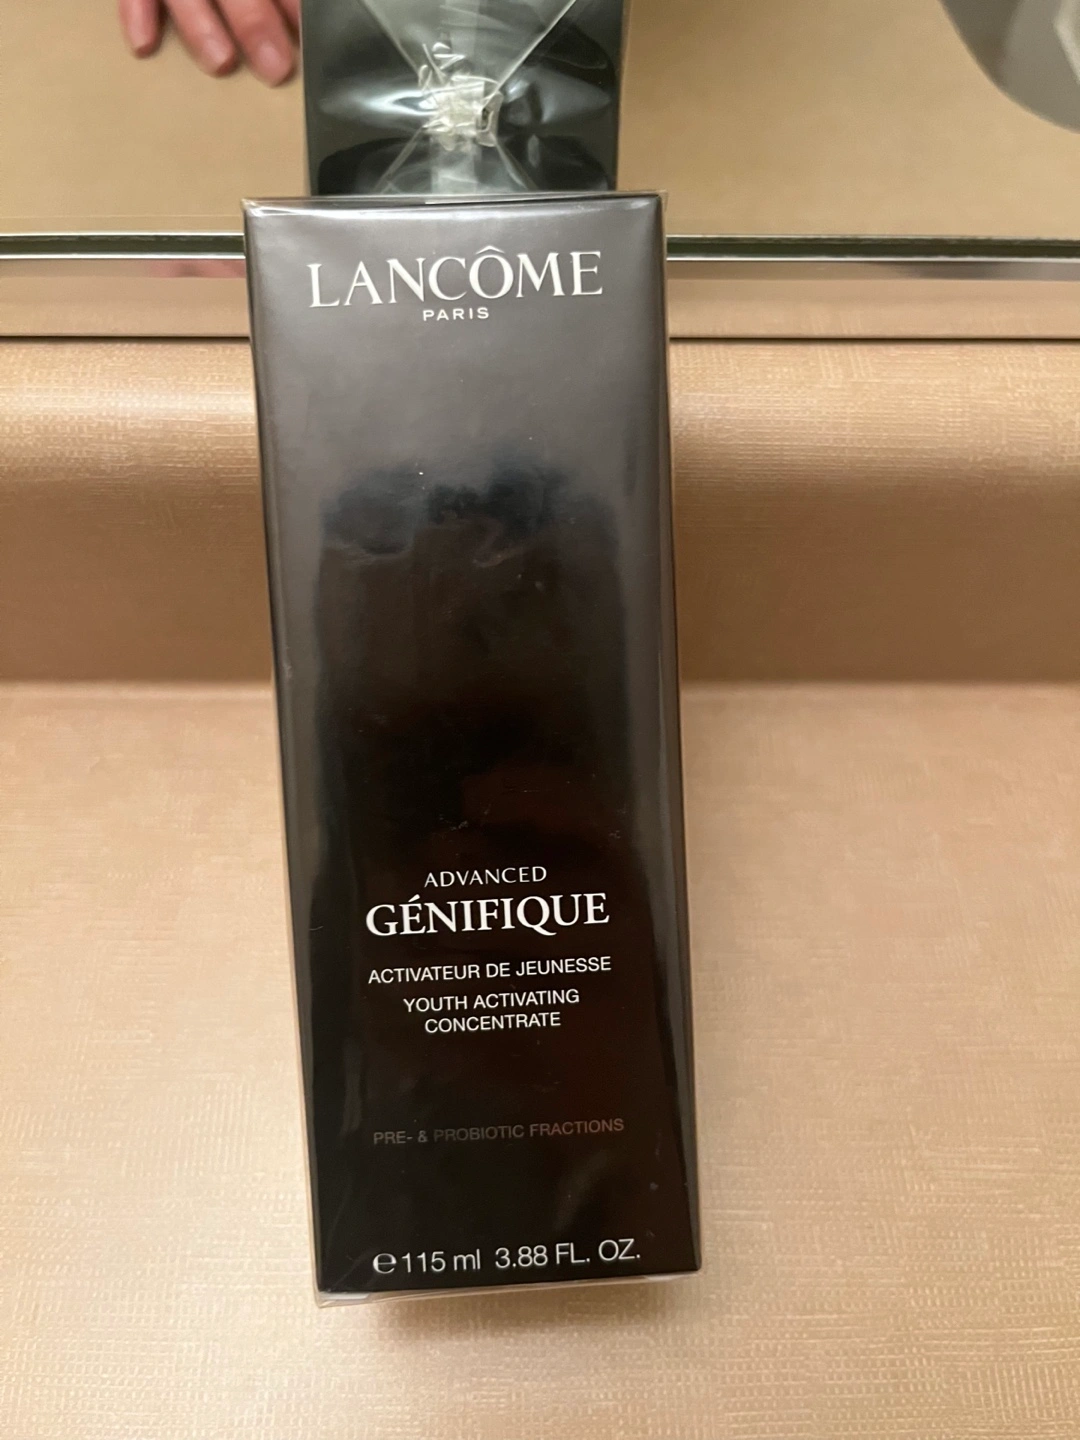 LANCÔME
PARIS
ADVANCED
GÉNIFIQUE
ACTIVATEUR DE JEUNESSE
YOUTH ACTIVATING
CONCENTRATE
PRE- & PROBIOTIC FRACTIONS
℮ 115 ml 3.88 FL. OZ.